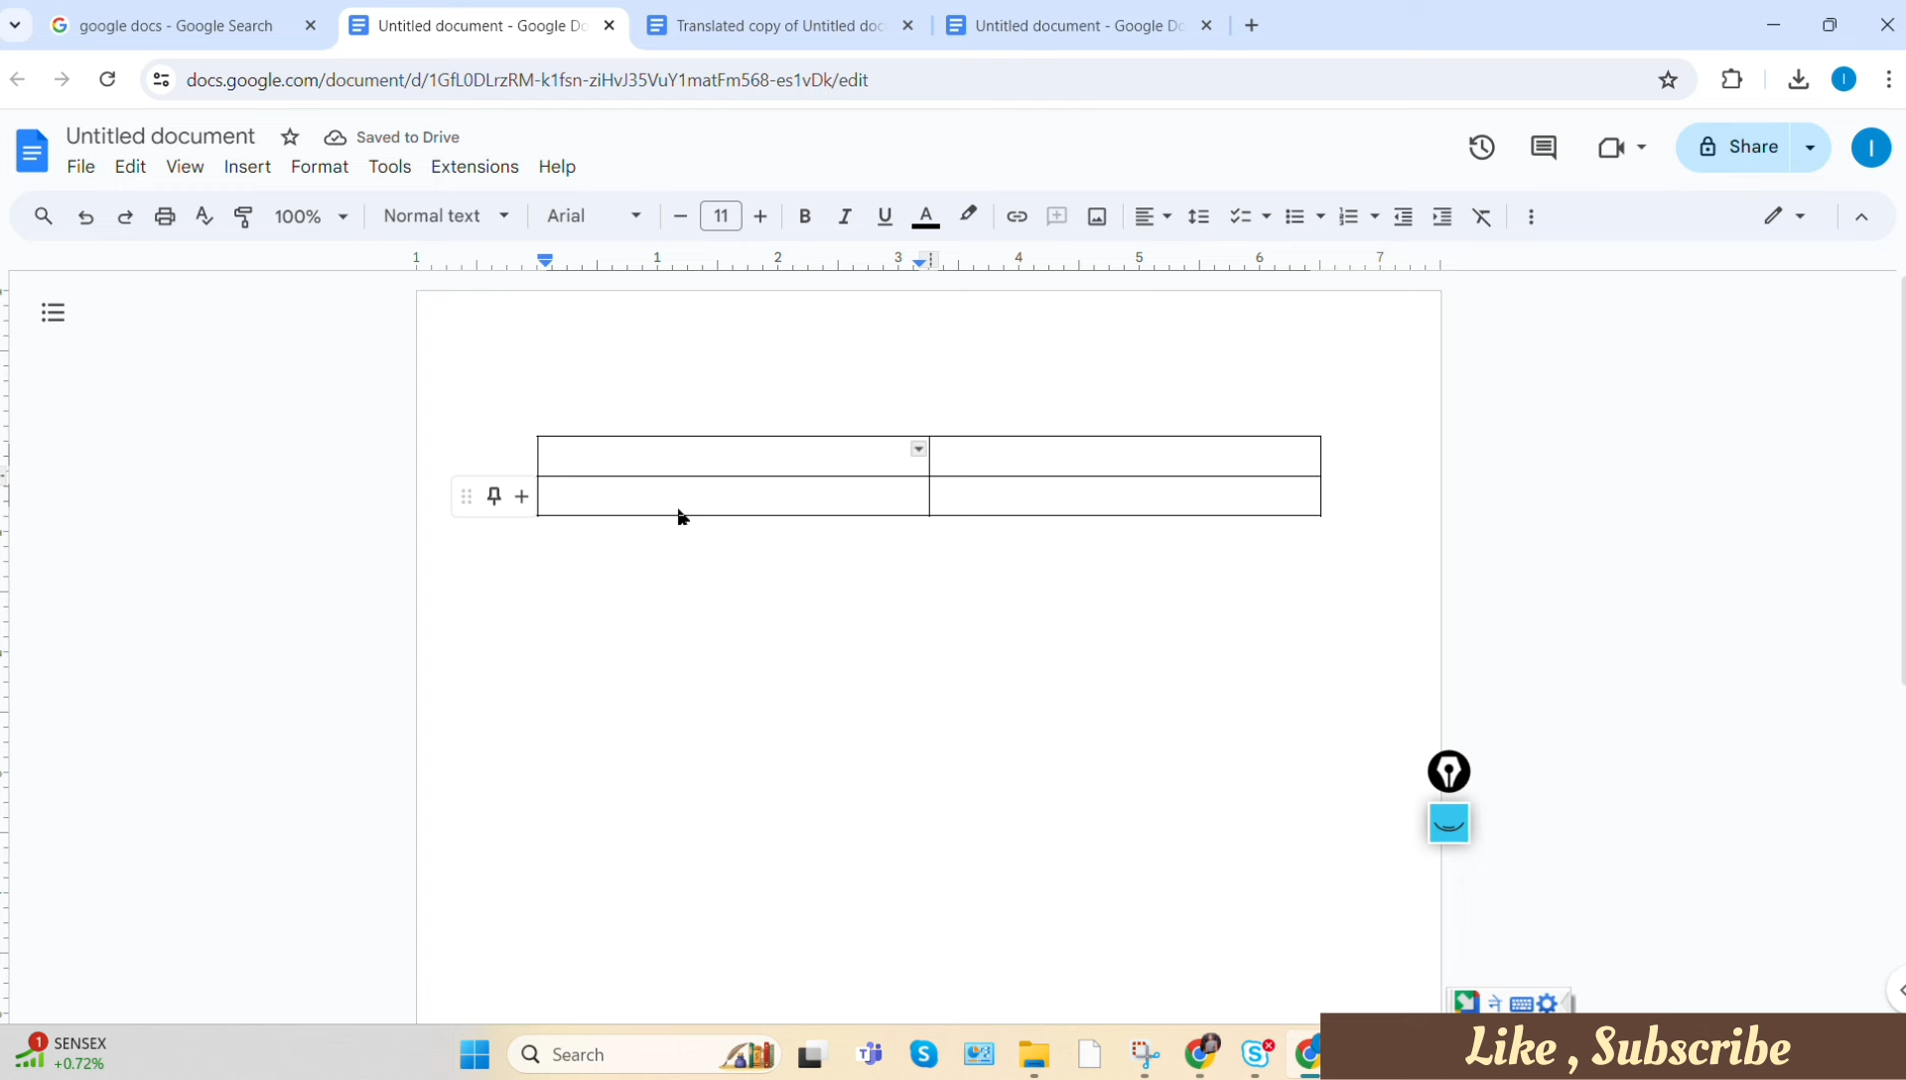 google docs - Google Search
Untitled document - Google Do
Translated copy of Untitled doc
Untitled document - Google Do
docs.google.com/document/d/1GfL0DLrzRM-k1fsn-ziHvJ35VuY1matFm568-es1vDk/edit
I
Untitled document
Saved to Drive
Share
I
File Edit View Insert Format Tools Extensions Help
100% Normal text Arial 11 B I U A
1 1 2 3 4 5 6 7
1 SENSEX
+0.72%
Search
Like , Subscribe